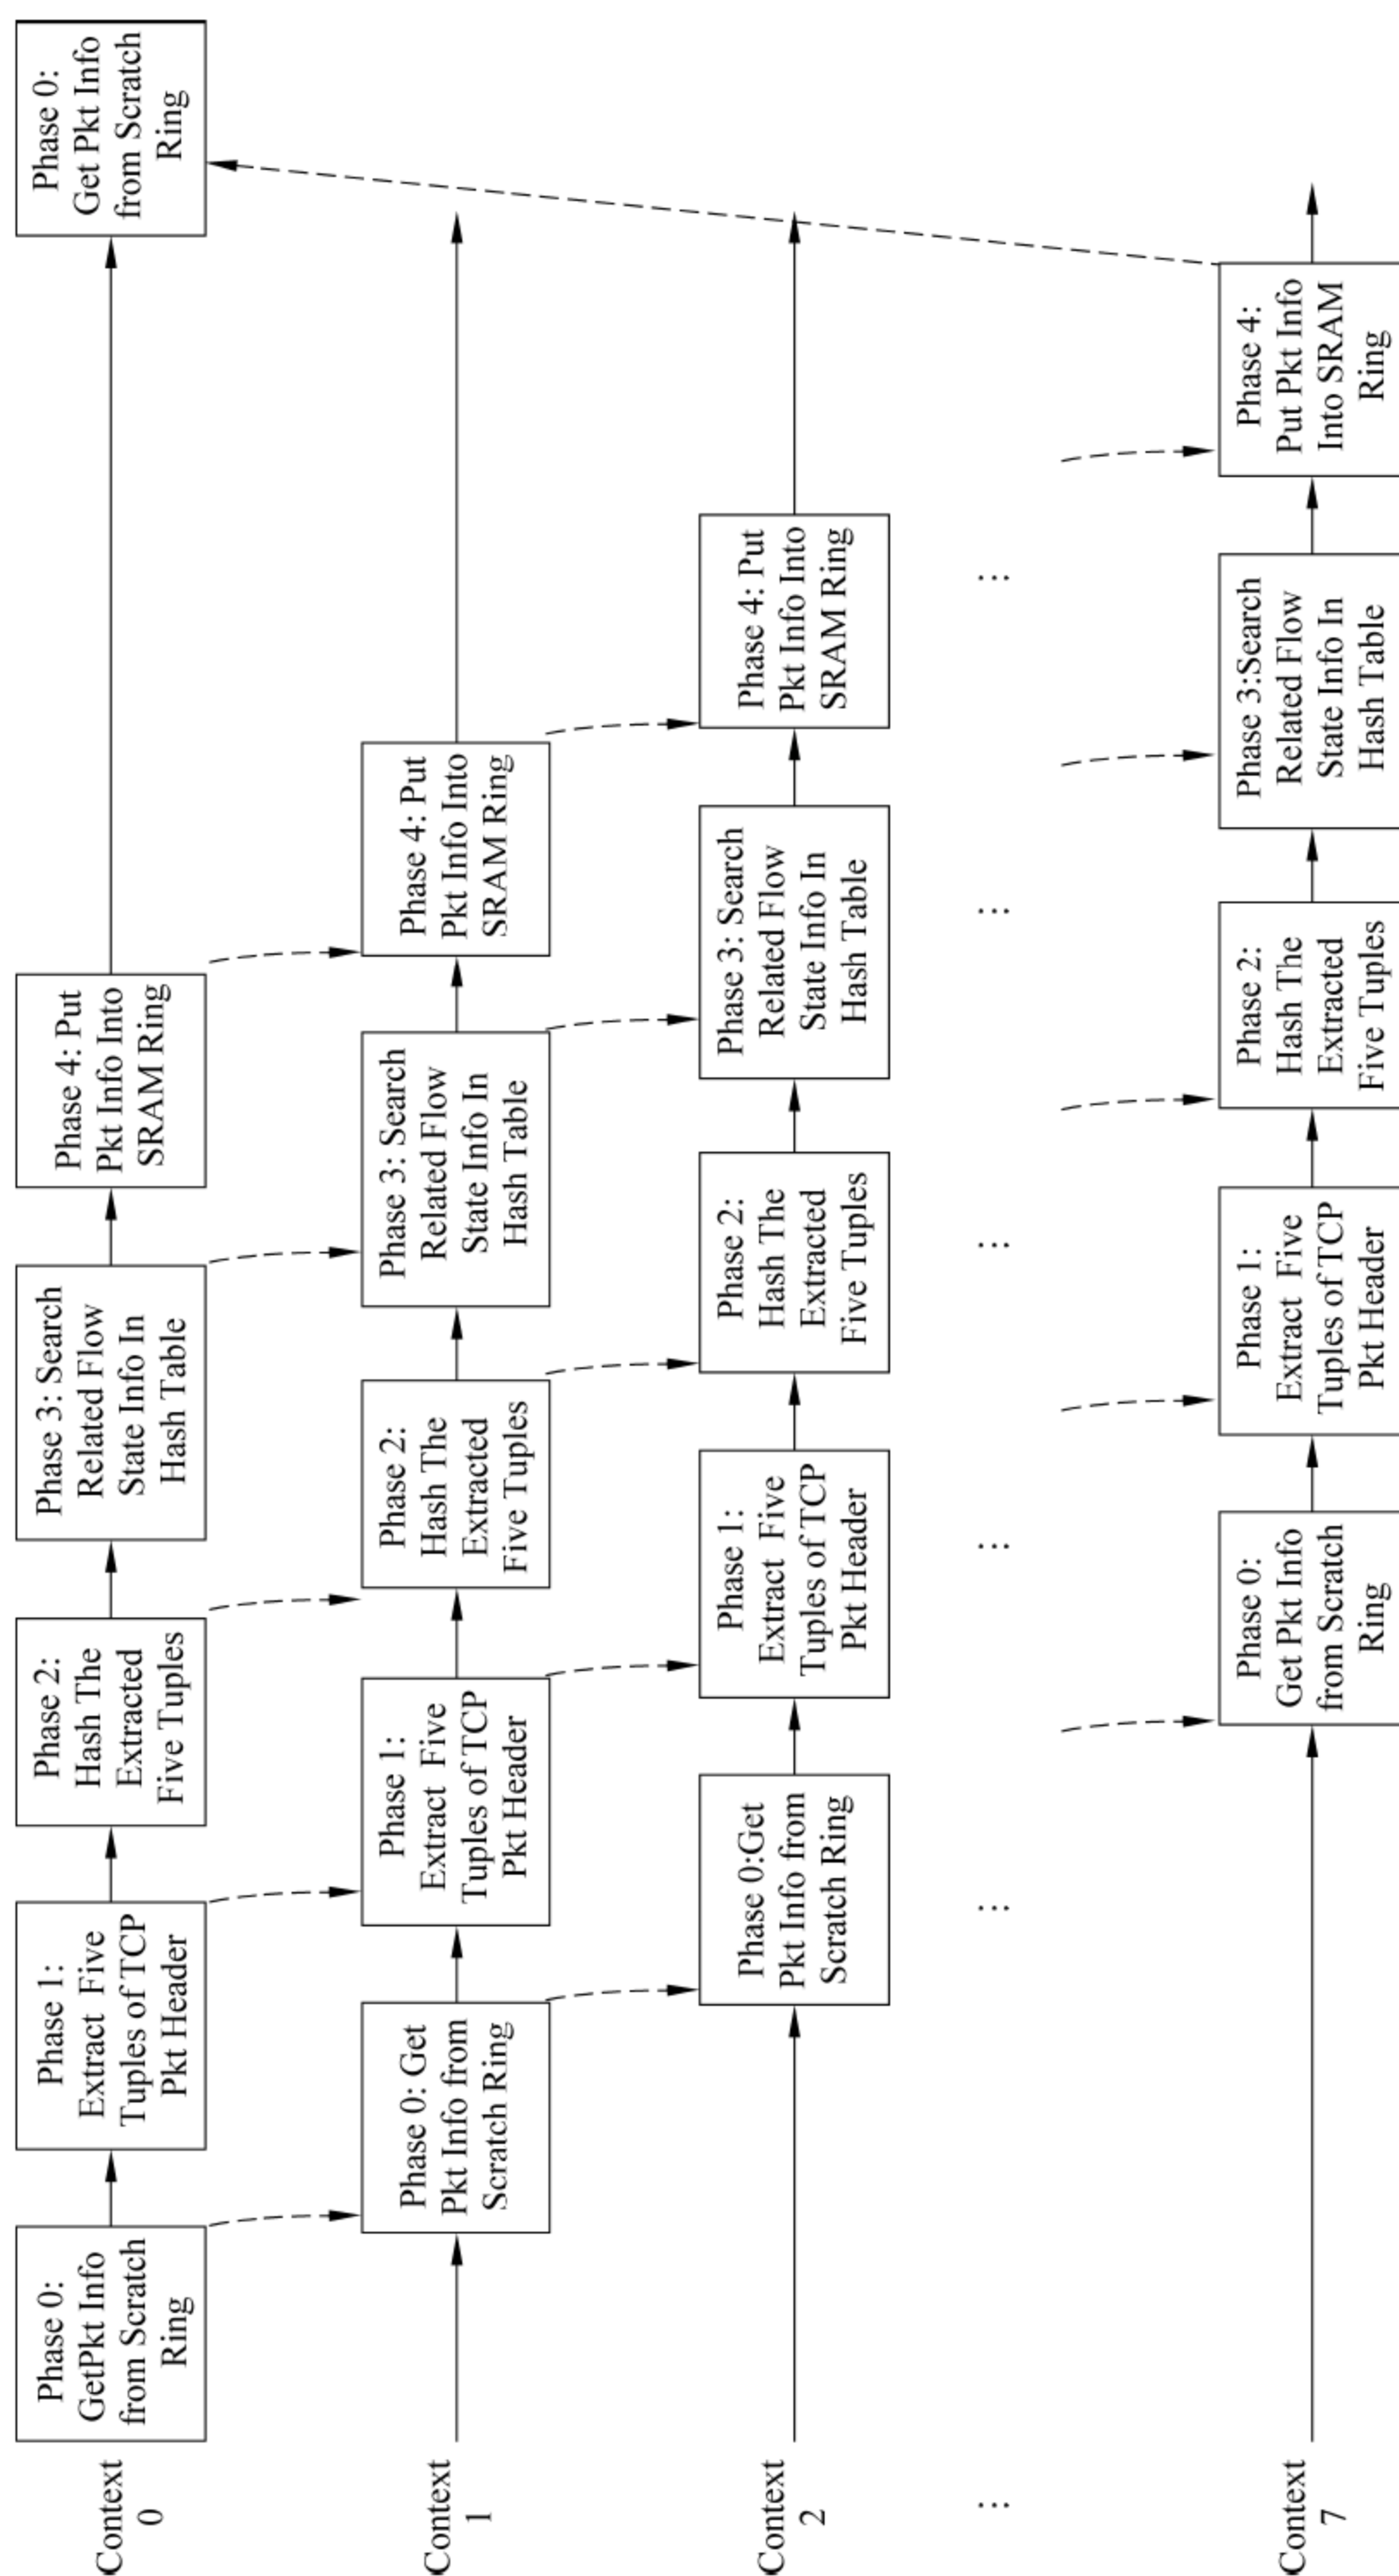 Context
0
Phase 0:
GetPkt Info
from Scratch
Ring
Phase 1:
Extract Five
Tuples of TCP
Pkt Header
Phase 2:
Hash The
Extracted
Five Tuples
Phase 3: Search
Related Flow
State Info In
Hash Table
Phase 4: Put
Pkt Info Into
SRAM Ring
Phase 0:
Get Pkt Info
from Scratch
Ring
Context
1
Phase 0: Get
Pkt Info from
Scratch Ring
Phase 1:
Extract Five
Tuples of TCP
Pkt Header
Phase 2:
Hash The
Extracted
Five Tuples
Phase 3: Search
Related Flow
State Info In
Hash Table
Phase 4: Put
Pkt Info Into
SRAM Ring
Context
2
Phase 0:Get
Pkt Info from
Scratch Ring
Phase 1:
Extract Five
Tuples of TCP
Pkt Header
Phase 2:
Hash The
Extracted
Five Tuples
Phase 3: Search
Related Flow
State Info In
Hash Table
Phase 4: Put
Pkt Info Into
SRAM Ring
...
...
...
...
...
...
Context
7
Phase 0:
Get Pkt Info
from Scratch
Ring
Phase 1:
Extract Five
Tuples of TCP
Pkt Header
Phase 2:
Hash The
Extracted
Five Tuples
Phase 3:Search
Related Flow
State Info In
Hash Table
Phase 4:
Put Pkt Info
Into SRAM
Ring